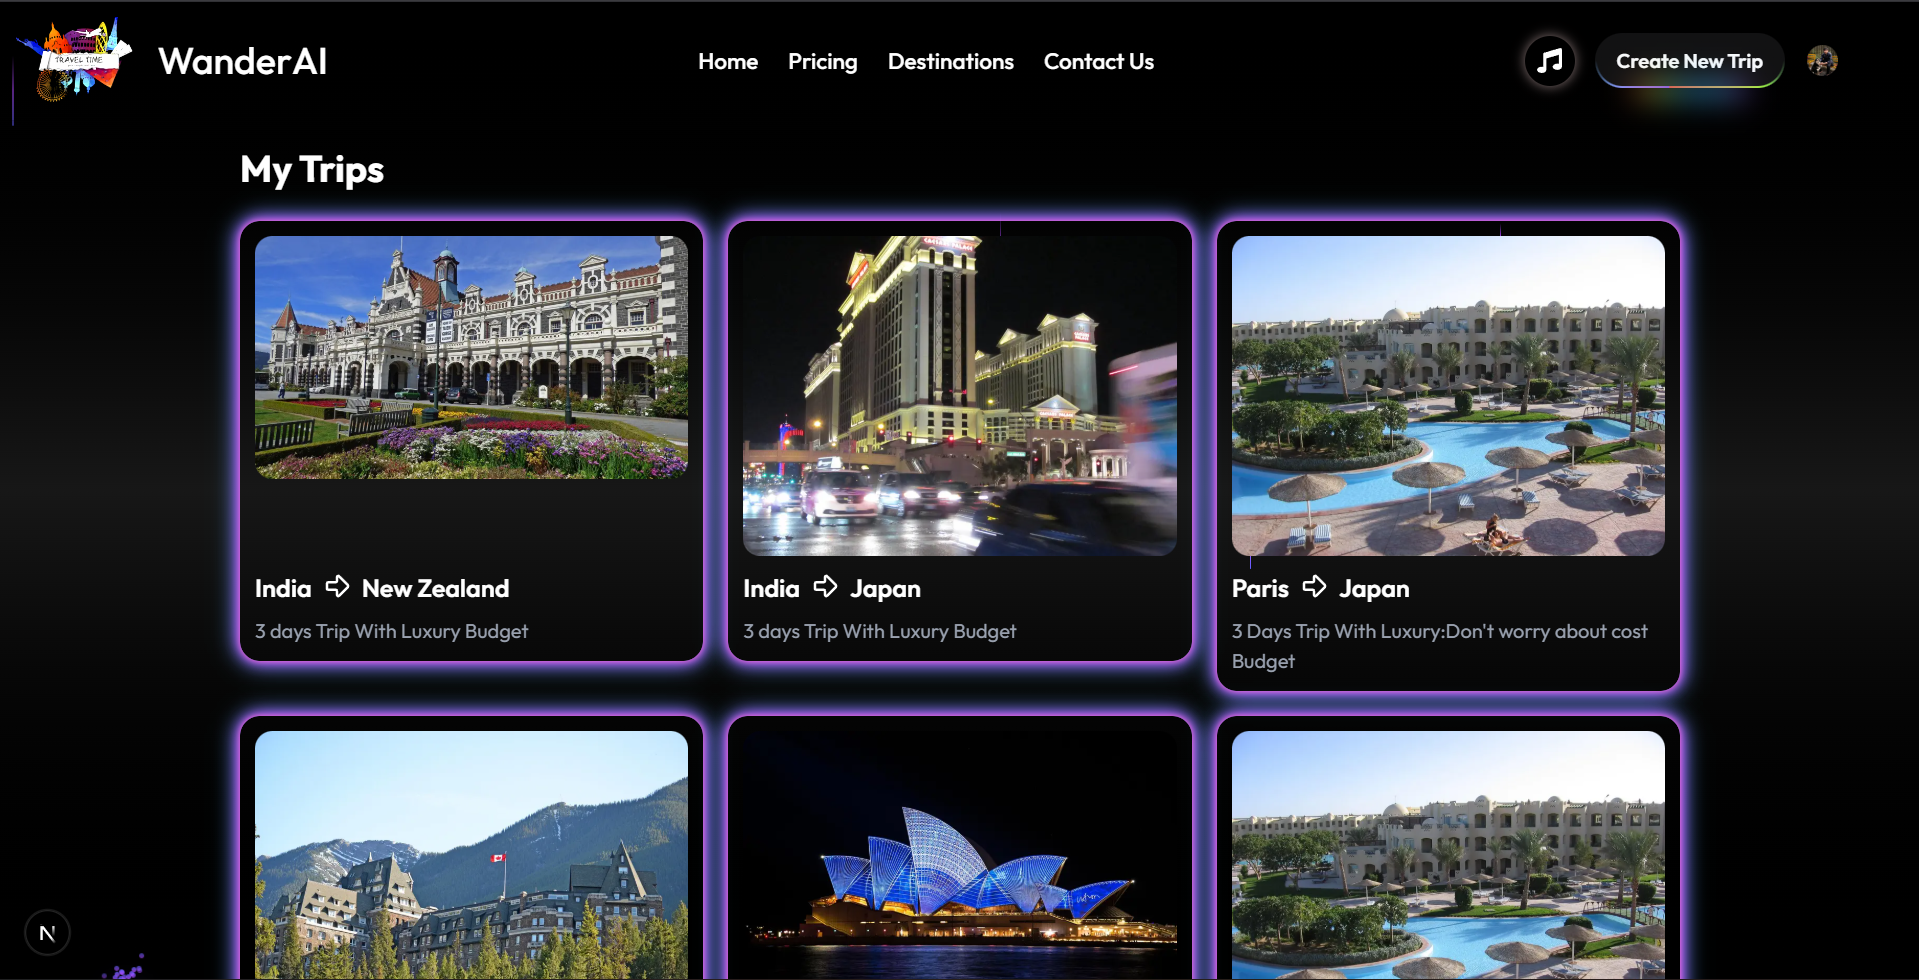 TRAVEL TIME
WanderAI
Home
Pricing
Destinations
Contact Us
Create New Trip
My Trips
CAESARS PALACE
India
New Zealand
3 days Trip With Luxury Budget
India
Japan
3 days Trip With Luxury Budget
Paris
Japan
3 Days Trip With Luxury:Don't worry about cost
Budget
N